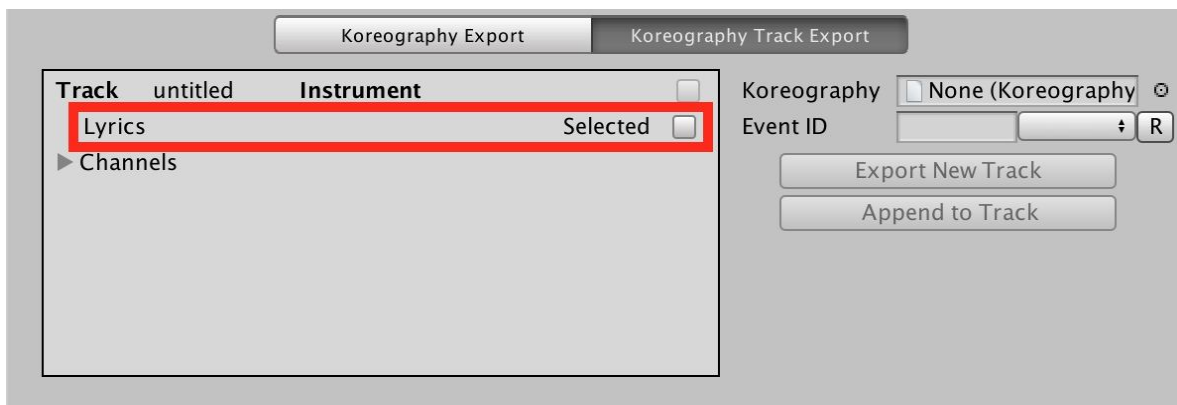 Koreography Export Koreography Track Export
Track untitled Instrument
Lyrics Selected
Channels
Koreography None (Koreography
Event ID R
Export New Track
Append to Track